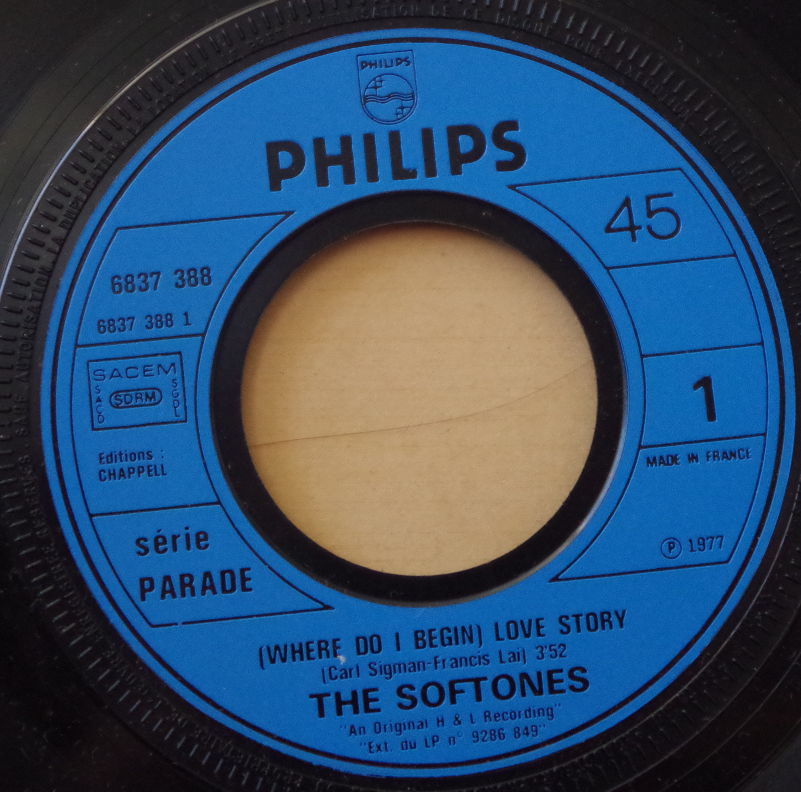 PHILIPS
PHILIPS
45
6837 388
6837 388 1
SACEM
SACD
SDRM
SGDL
1
Editions :
CHAPPELL
MADE IN FRANCE
série
PARADE
Ⓟ 1977
(WHERE DO I BEGIN) LOVE STORY
(Carl Sigman-Francis Lai) 3'52
THE SOFTONES
"An Original H & L Recording"
"Ext. du LP n° 9286 849"